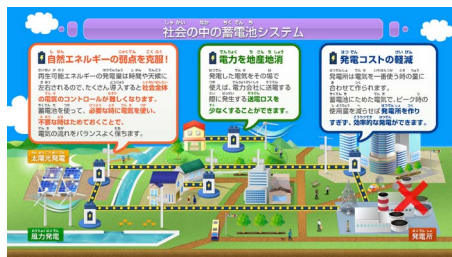 社会の中の蓄電池システム
自然エネルギーの弱点を克服！
再生可能エネルギーの発電量は時間や天候に
左右されるので、たくさん導入すると社会全体
の電気のコントロールが難しくなります。
蓄電池を使って、必要な時に電気を使い、
不要な時はためておくことで、
電気の流れをバランスよく保ちます。
電力を地産地消
発電した電気をその場で
使えば、電力会社に送電する
際に発生する送電ロスを
少なくすることができます。
発電コストの軽減
発電所は電気を一番使う時の量に
合わせて作られます。
蓄電池にためた電気で、ピーク時の
使用量を減らせば発電所を作り
すぎず、効率的な発電ができます。
太陽光発電
風力発電
発電所